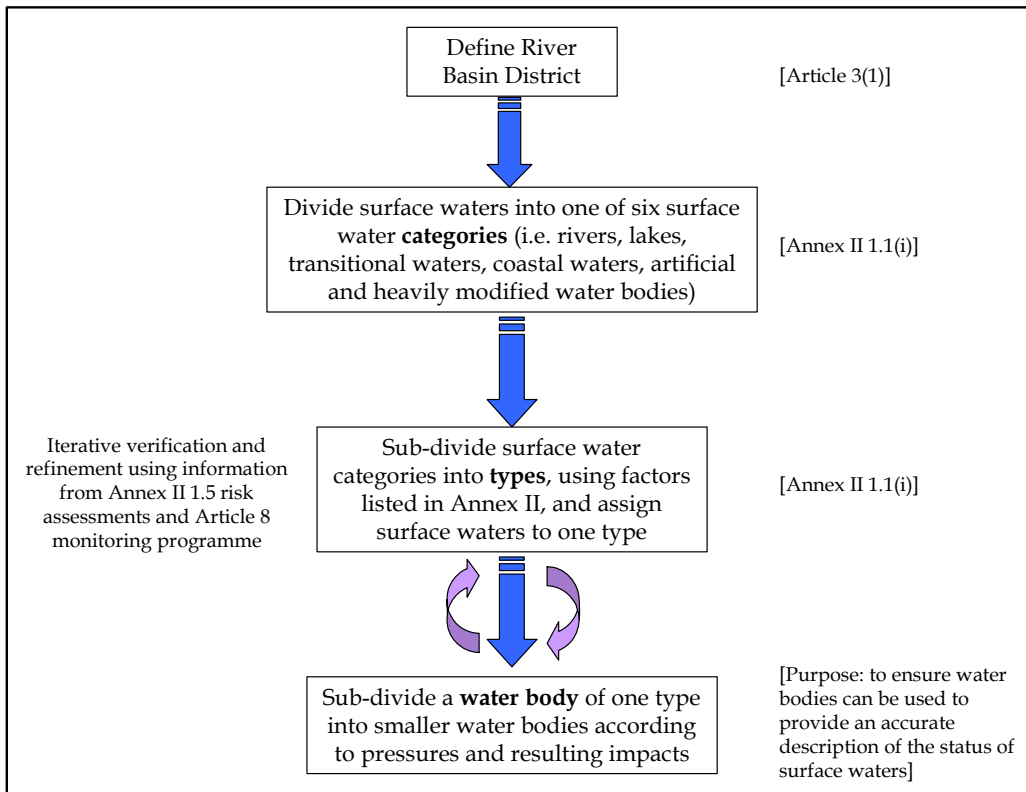 Define River
Basin District
[Article 3(1)]
Divide surface waters into one of six surface
water categories (i.e. rivers, lakes,
transitional waters, coastal waters, artificial
and heavily modified water bodies)
[Annex II 1.1(i)]
Iterative verification and
refinement using information
from Annex II 1.5 risk
assessments and Article 8
monitoring programme
Sub-divide surface water
categories into types, using factors
listed in Annex II, and assign
surface waters to one type
[Annex II 1.1(i)]
Sub-divide a water body of one type
into smaller water bodies according
to pressures and resulting impacts
[Purpose: to ensure water
bodies can be used to
provide an accurate
description of the status of
surface waters]